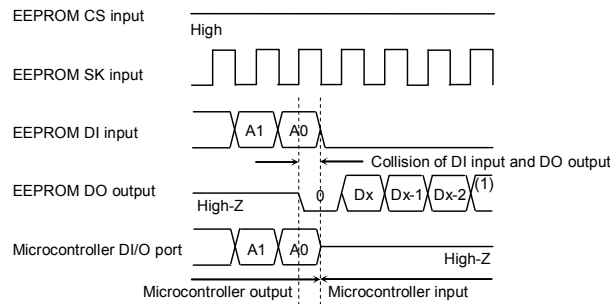 EEPROM CS input
High
EEPROM SK input
EEPROM DI input A1 A0
Collision of DI input and DO output
EEPROM DO output High-Z 0 Dx Dx-1 Dx-2 (1)
Microcontroller DI/O port A1 A0 High-Z
Microcontroller output Microcontroller input